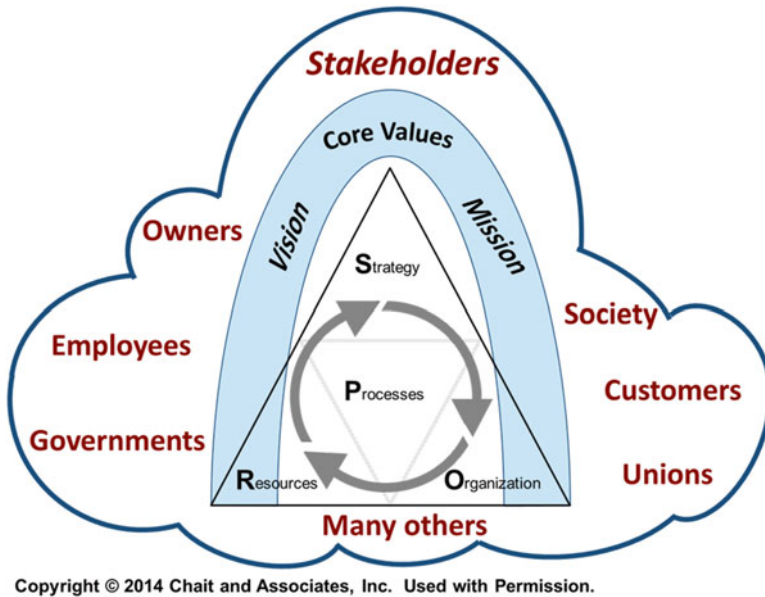 Stakeholders
Core Values
Vision
Mission
Owners
Strategy
Society
Employees
Processes
Customers
Governments
Resources
Organization
Unions
Many others
Copyright © 2014 Chait and Associates, Inc. Used with Permission.